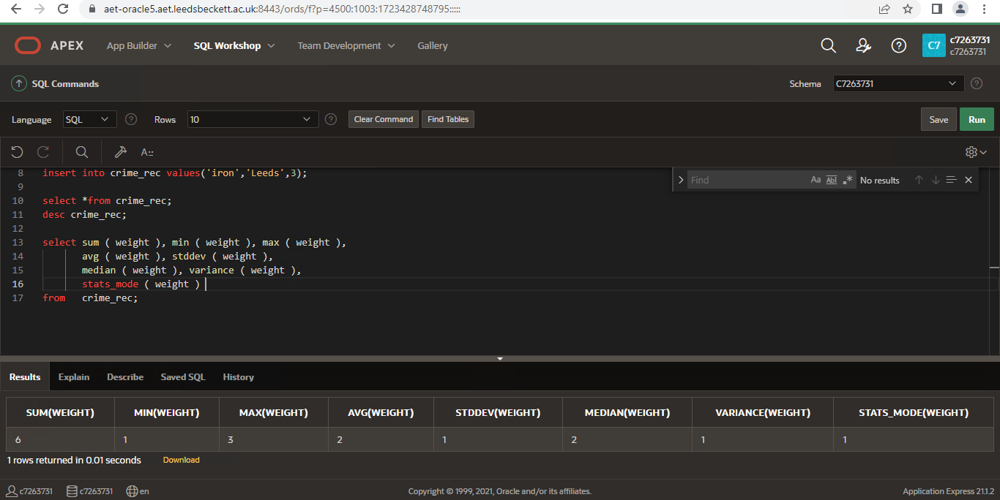 aet-oracle5.aet.leedsbeckett.ac.uk:8443/ords/f?p=4500:1003:1723428748795:::::
APEX App Builder SQL Workshop Team Development Gallery C7 c7263731
c7263731
SQL Commands Schema C7263731
Language SQL Rows 10 Clear Command Find Tables Save Run
A::
8 insert into crime_rec values('iron','Leeds',3);
Find Aa Abl .* No results
9
10 select *from crime_rec;
11 desc crime_rec;
12
13 select sum ( weight ), min ( weight ), max ( weight ),
14 avg ( weight ), stddev ( weight ),
15 median ( weight ), variance ( weight ),
16 stats_mode ( weight )
17 from crime_rec;
Results Explain Describe Saved SQL History
SUM(WEIGHT) MIN(WEIGHT) MAX(WEIGHT) AVG(WEIGHT) STDDEV(WEIGHT) MEDIAN(WEIGHT) VARIANCE(WEIGHT) STATS_MODE(WEIGHT)
6 1 3 2 1 2 1 1
1 rows returned in 0.01 seconds Download
c7263731 c7263731 en Copyright © 1999, 2021, Oracle and/or its affiliates. Application Express 21.1.2